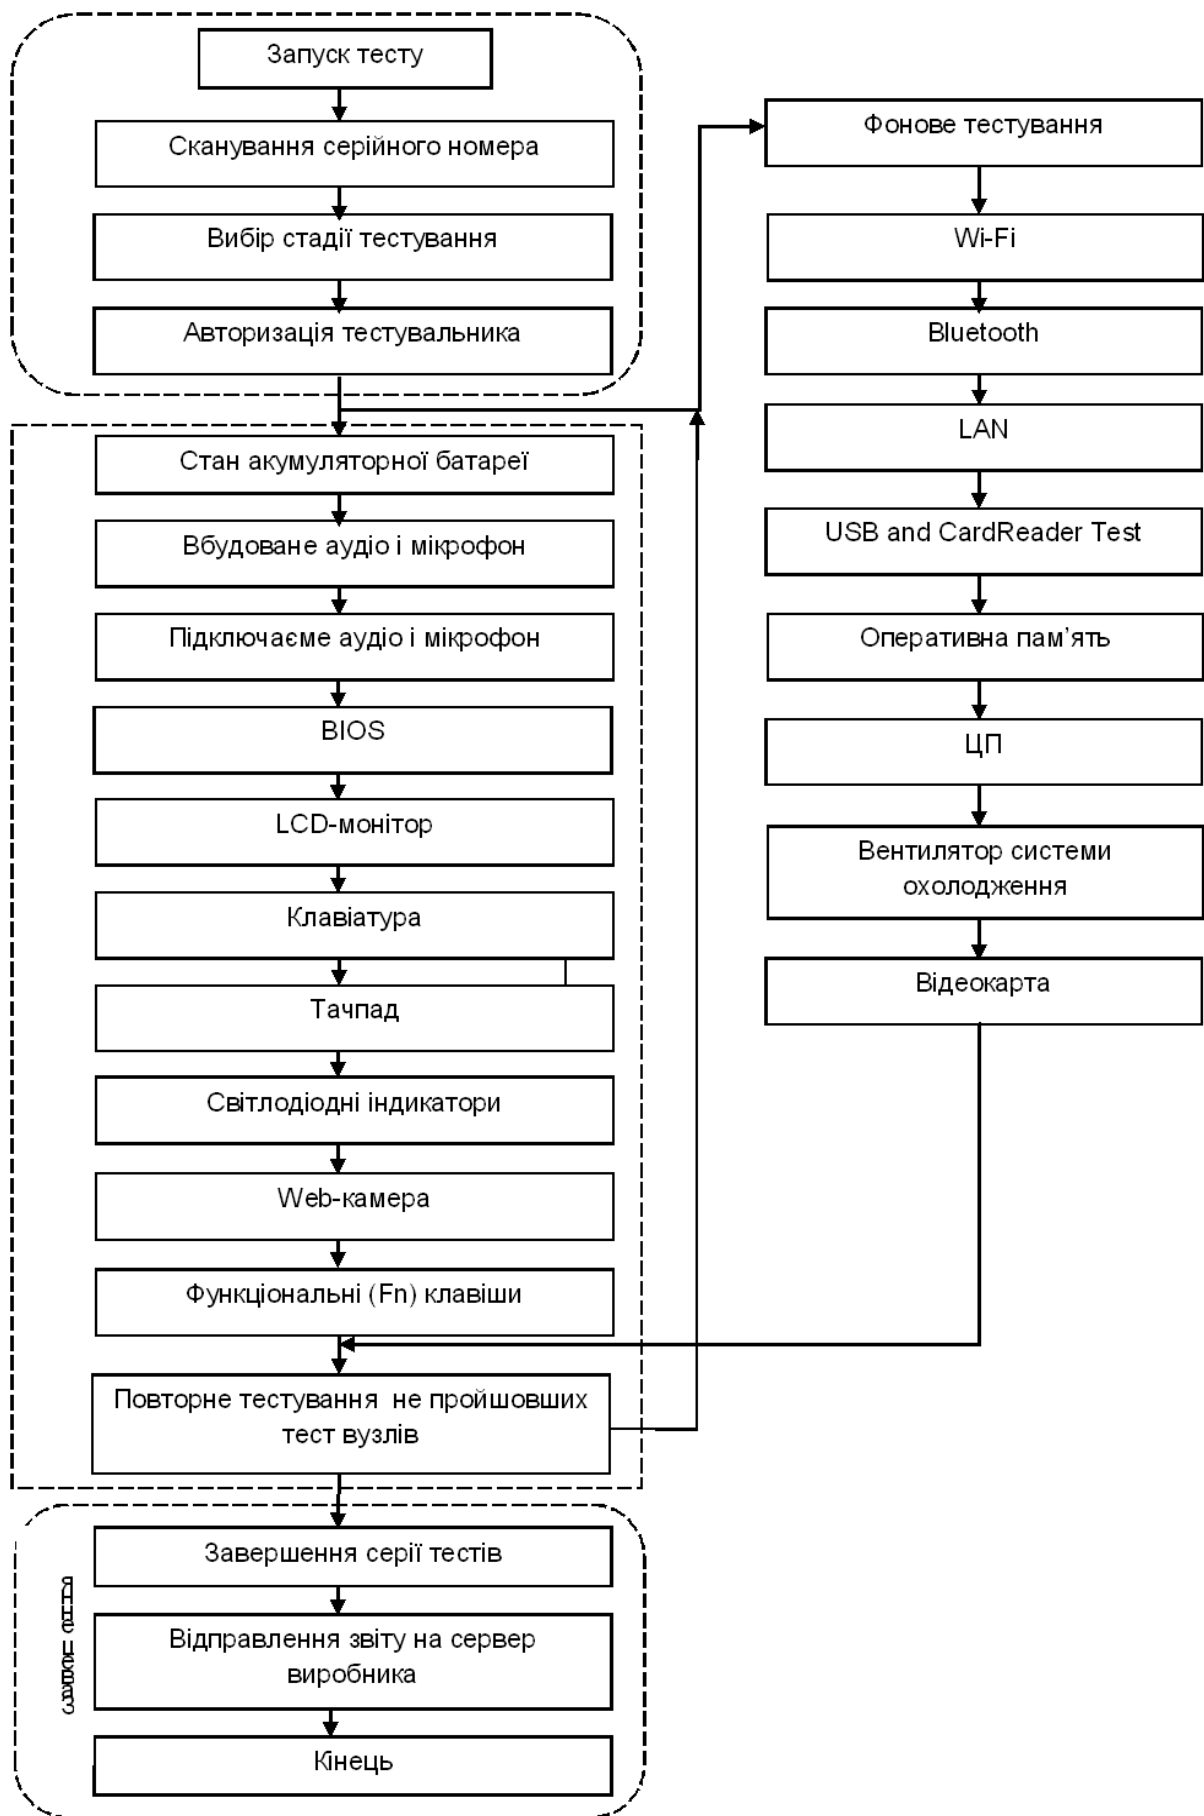 Запуск тесту
Сканування серійного номера
Вибір стадії тестування
Авторизація тестувальника
Стан акумуляторної батареї
Вбудоване аудіо і мікрофон
Підключаєме аудіо і мікрофон
BIOS
LCD-монітор
Клавіатура
Тачпад
Світлодіодні індикатори
Web-камера
Функціональні (Fn) клавіши
Повторне тестування не пройшовших
тест вузлів
Завершення серії тестів
Відправлення звіту на сервер
виробника
Кінець
Фонове тестування
Wi-Fi
Bluetooth
LAN
USB and CardReader Test
Оперативна пам’ять
ЦП
Вентилятор системи
охолодження
Відеокарта